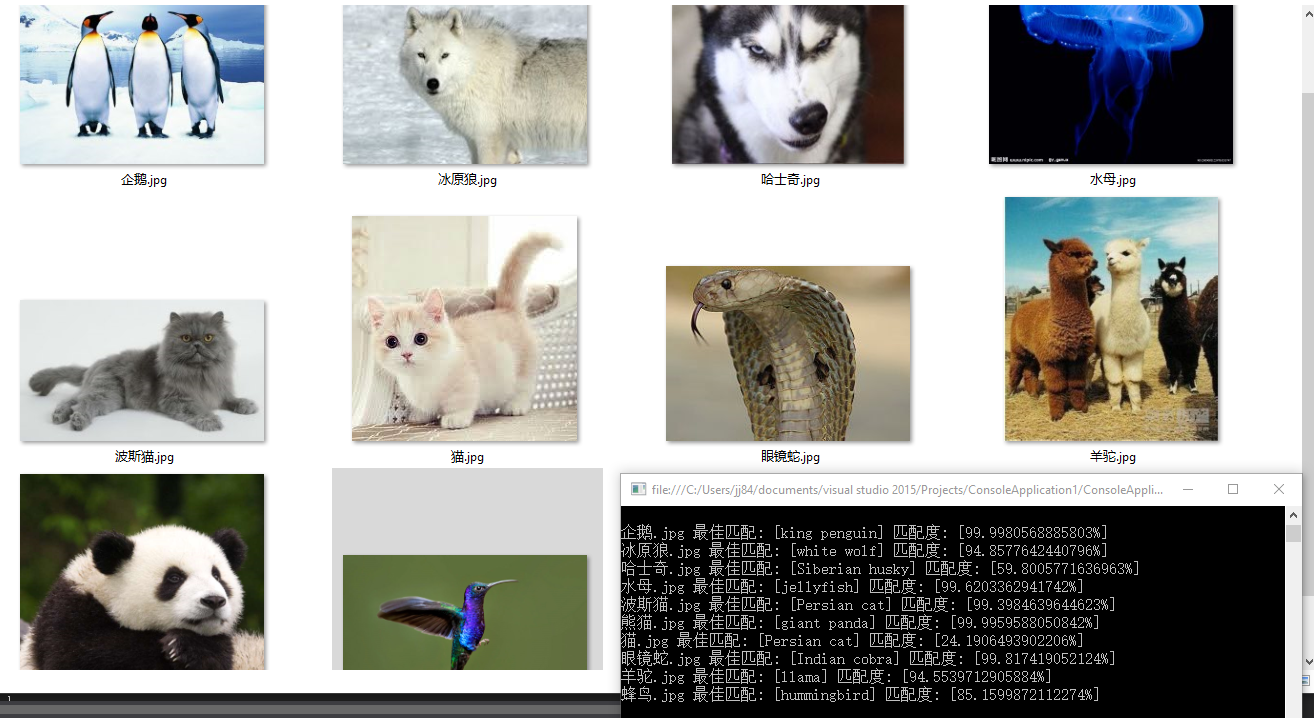 企鹅.jpg
冰原狼.jpg
哈士奇.jpg
水母.jpg
波斯猫.jpg
猫.jpg
眼镜蛇.jpg
羊驼.jpg
file:///C:/Users/jj84/documents/visual studio 2015/Projects/ConsoleApplication1/ConsoleAppli...
企鹅.jpg 最佳匹配: [king penguin] 匹配度: [99.9980568885803%]
冰原狼.jpg 最佳匹配: [white wolf] 匹配度: [94.8577642440796%]
哈士奇.jpg 最佳匹配: [Siberian husky] 匹配度: [59.8005771636963%]
水母.jpg 最佳匹配: [jellyfish] 匹配度: [99.6203362941742%]
波斯猫.jpg 最佳匹配: [Persian cat] 匹配度: [99.3984639644623%]
熊猫.jpg 最佳匹配: [giant panda] 匹配度: [99.9959588050842%]
猫.jpg 最佳匹配: [Persian cat] 匹配度: [24.1906493902206%]
眼镜蛇.jpg 最佳匹配: [Indian cobra] 匹配度: [99.817419052124%]
羊驼.jpg 最佳匹配: [llama] 匹配度: [94.5539712905884%]
蜂鸟.jpg 最佳匹配: [hummingbird] 匹配度: [85.1599872112274%]
1